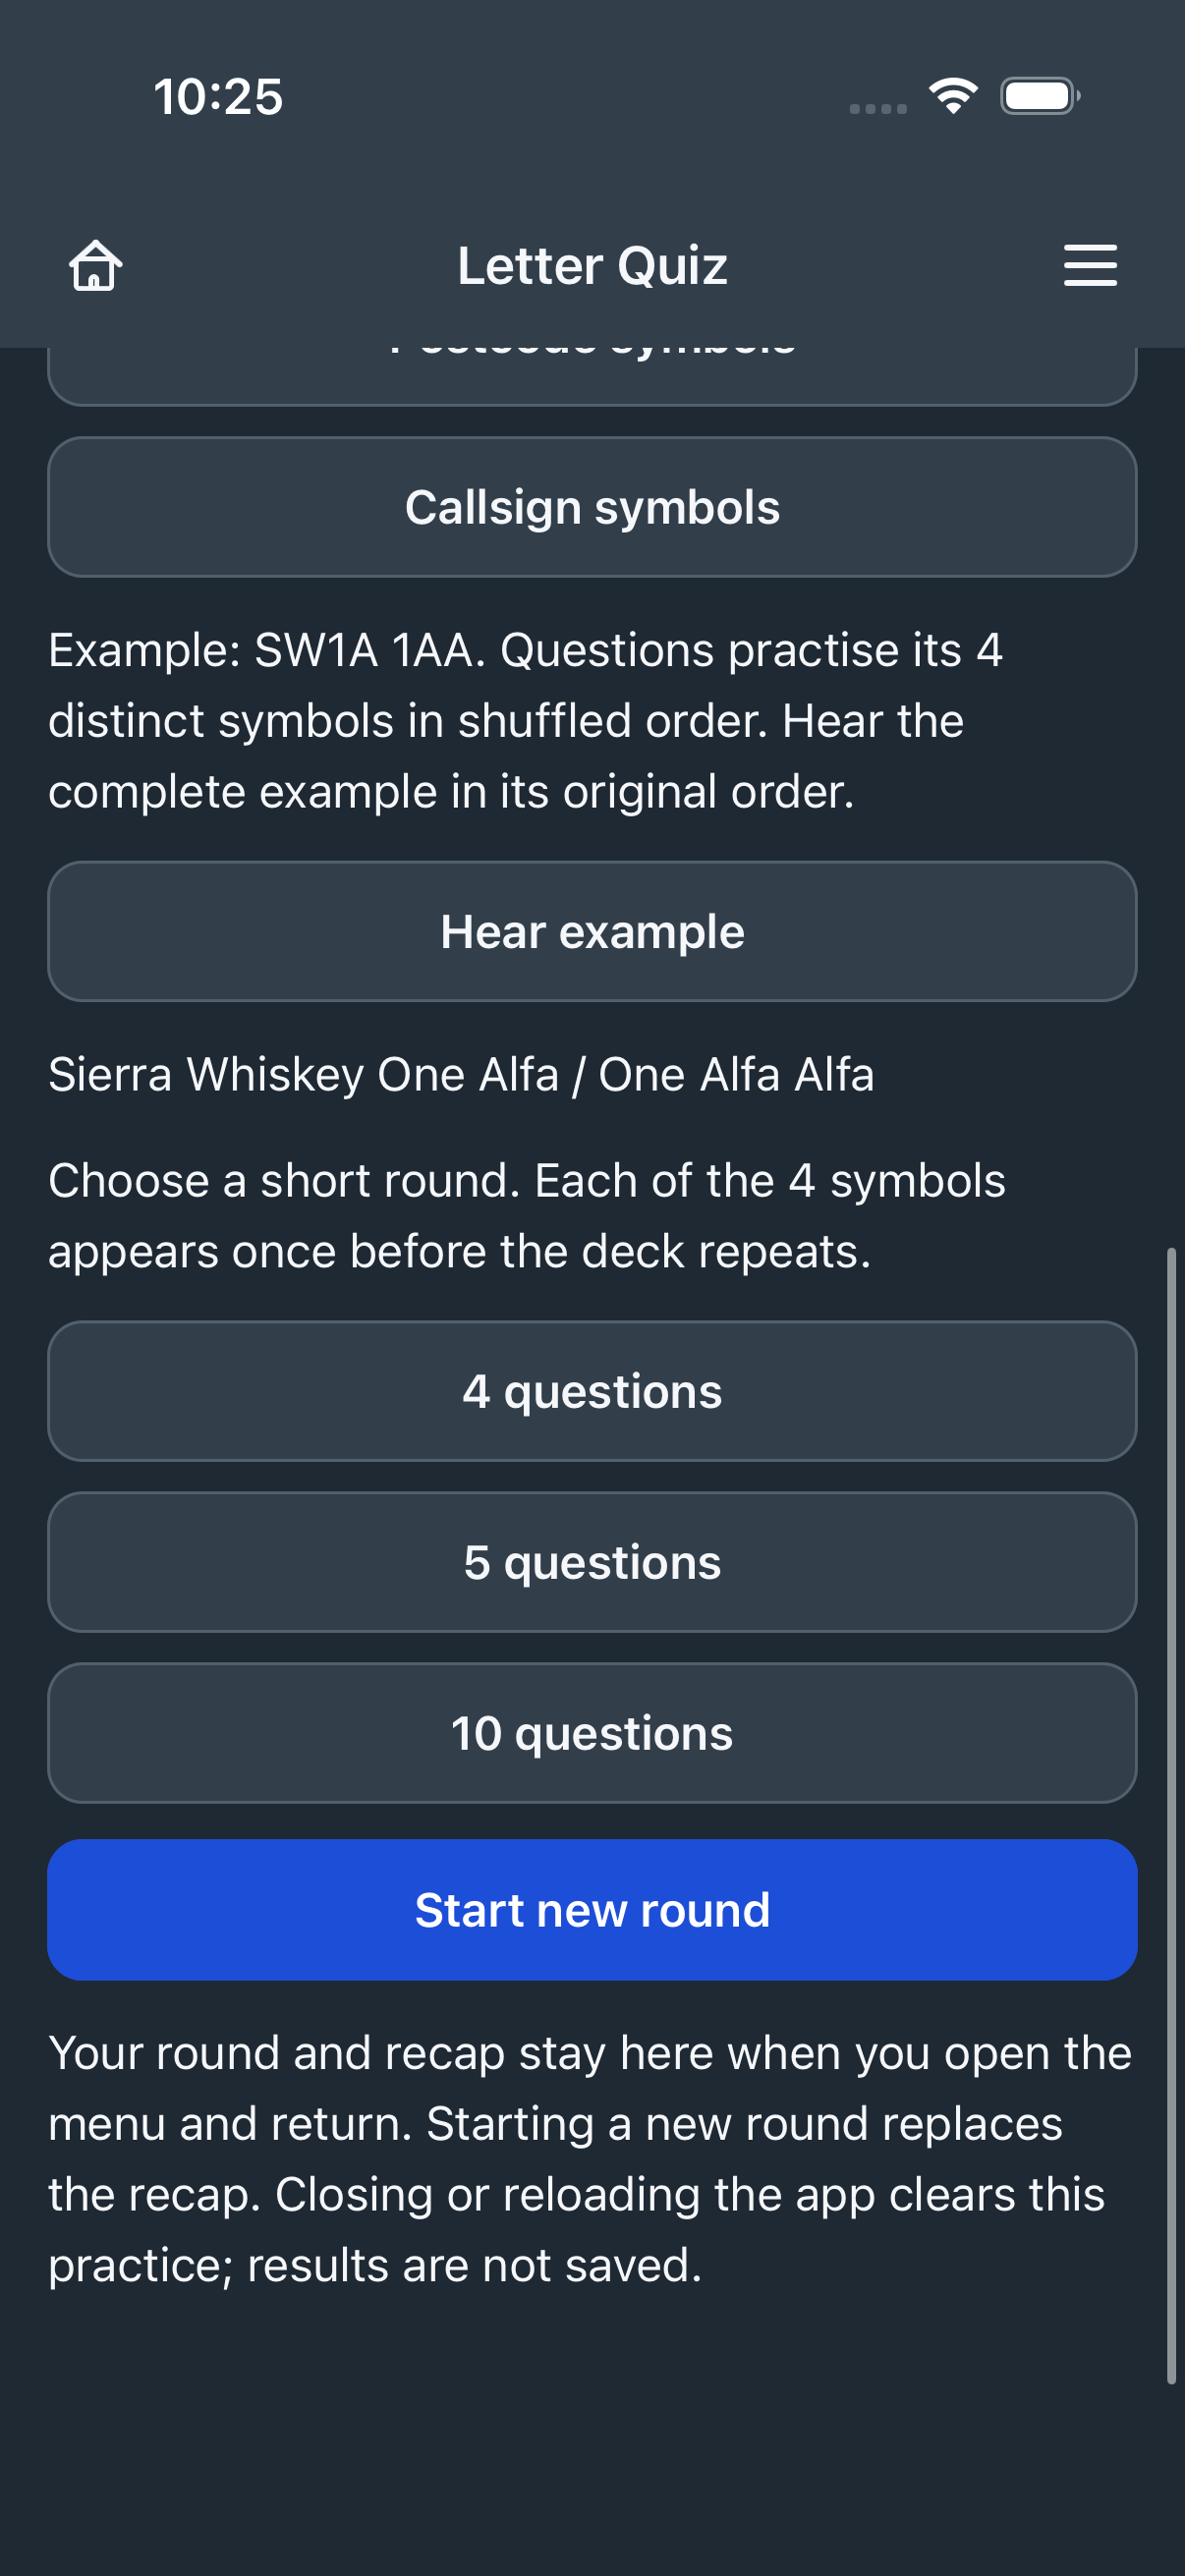 10:25
Letter Quiz
Callsign symbols
Example: SW1A 1AA. Questions practise its 4
distinct symbols in shuffled order. Hear the
complete example in its original order.
Hear example
Sierra Whiskey One Alfa / One Alfa Alfa
Choose a short round. Each of the 4 symbols
appears once before the deck repeats.
4 questions
5 questions
10 questions
Start new round
Your round and recap stay here when you open the
menu and return. Starting a new round replaces
the recap. Closing or reloading the app clears this
practice; results are not saved.